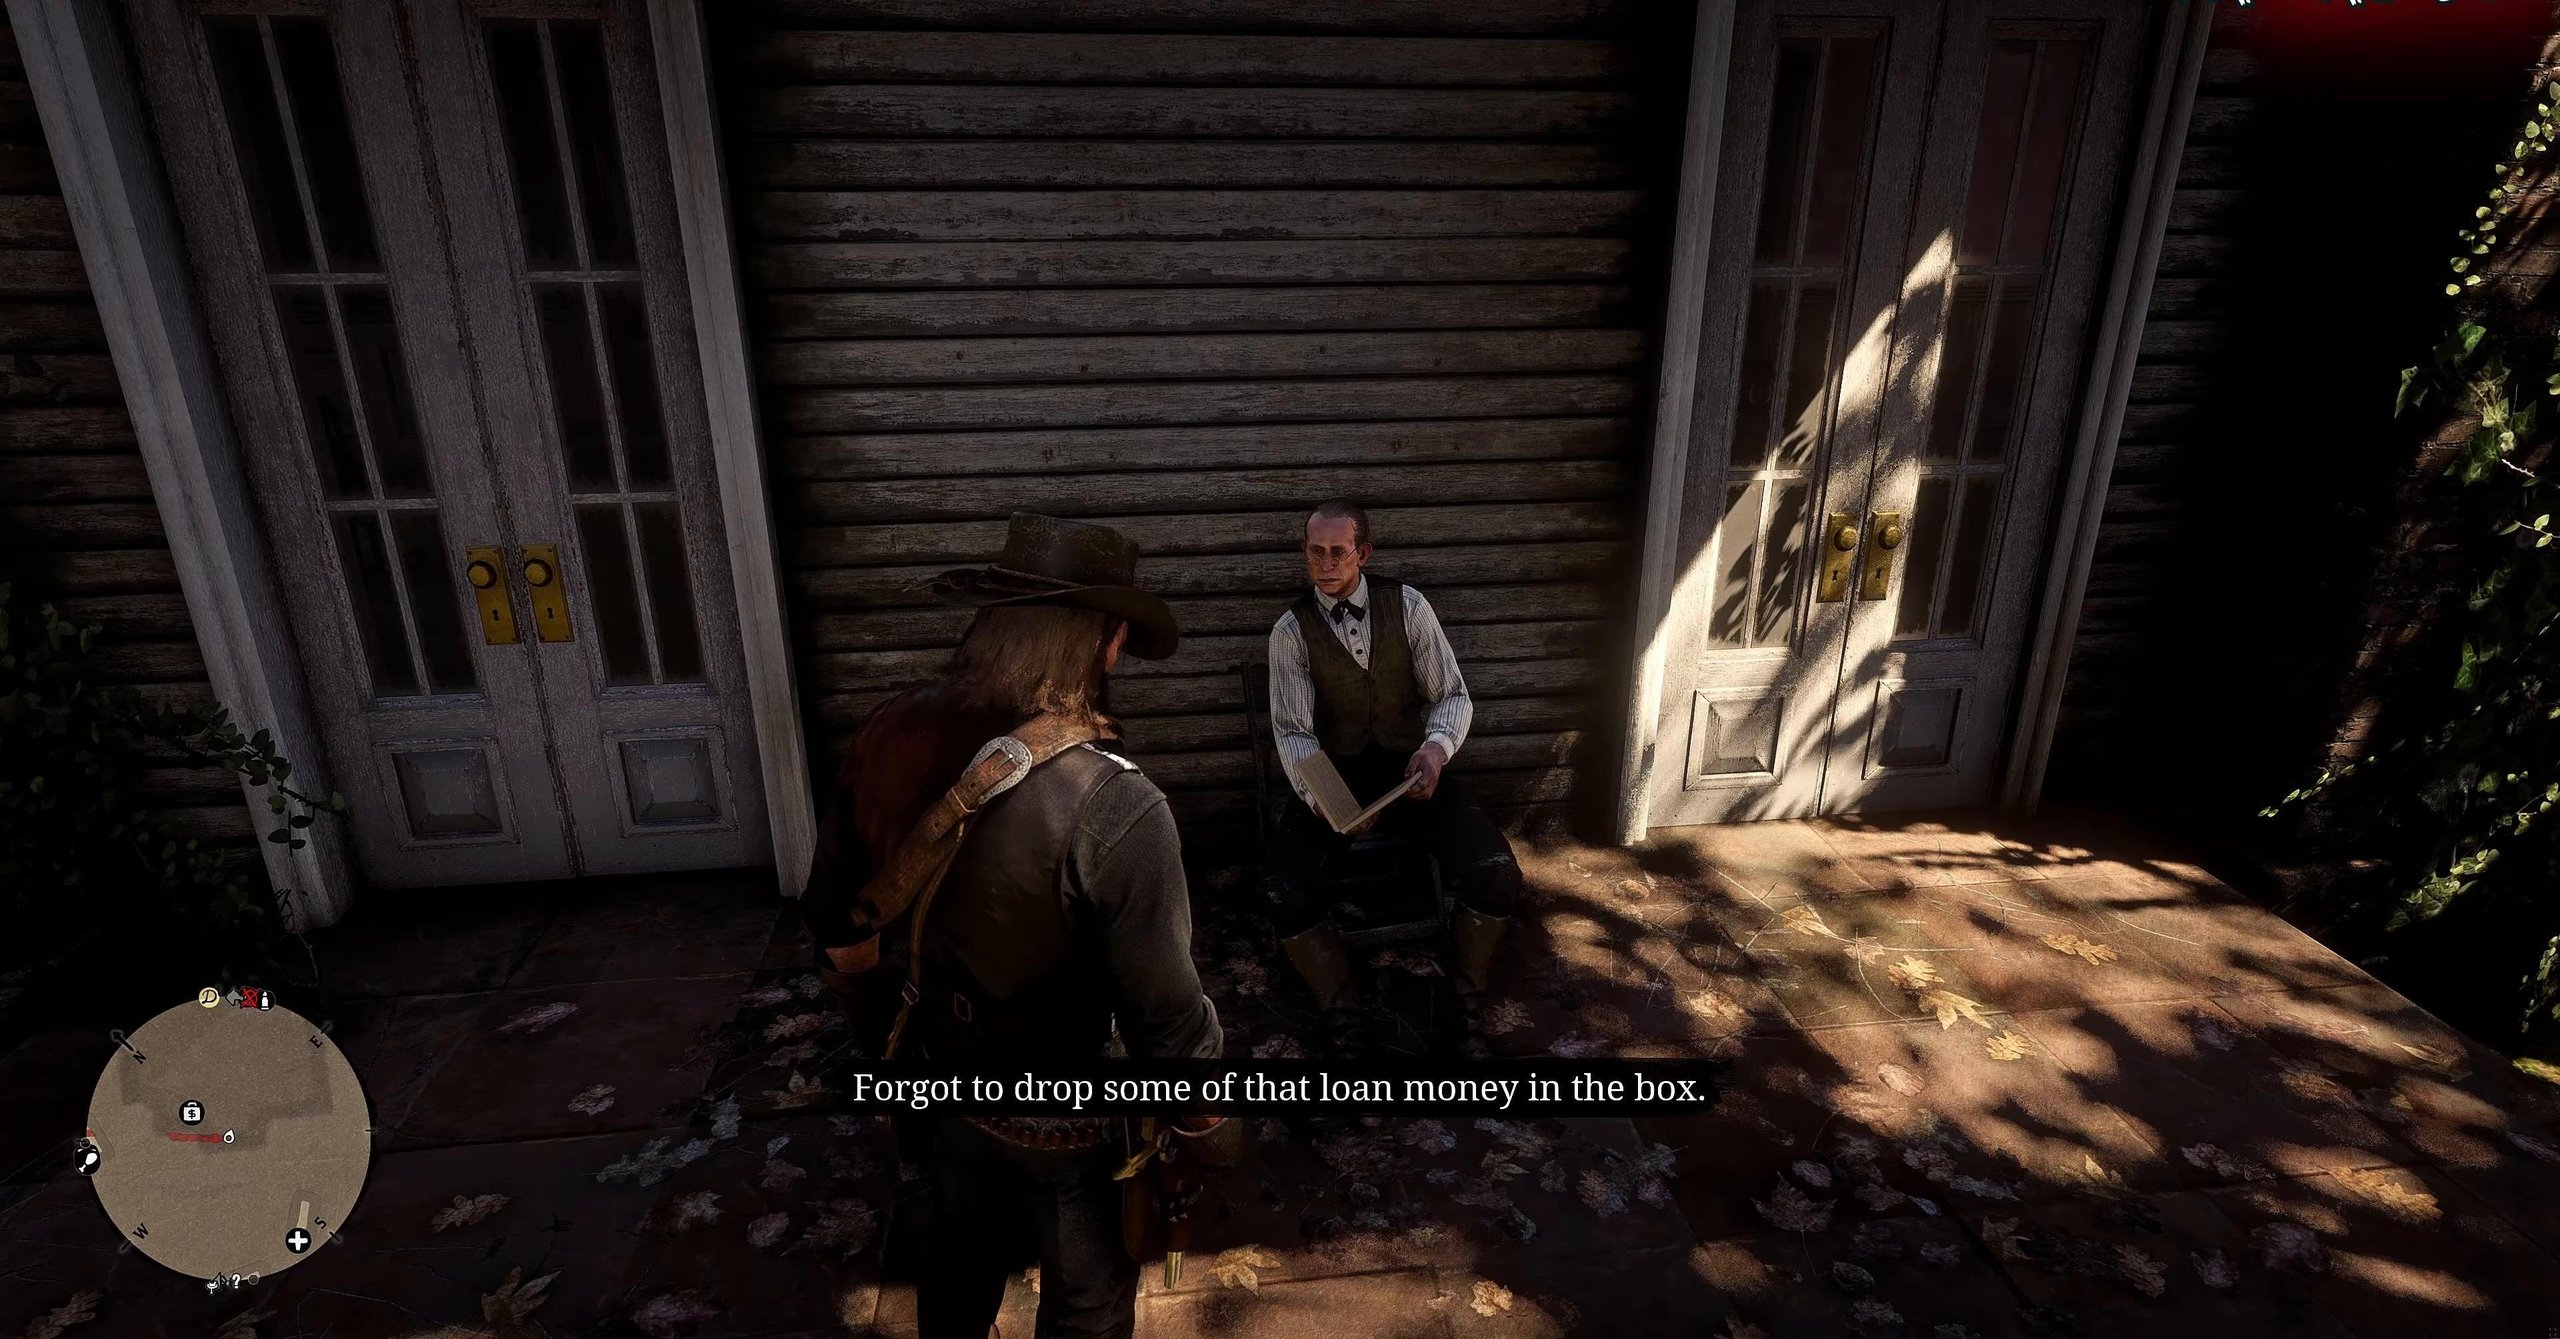 D
N
E
$
W
S
?
Forgot to drop some of that loan money in the box.